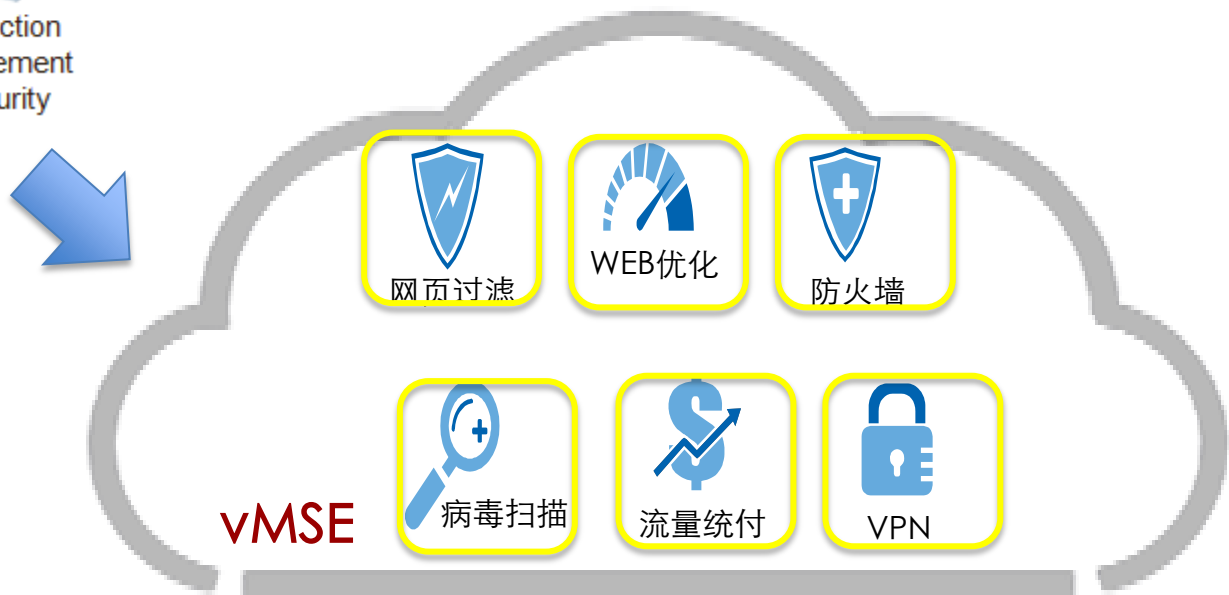 ction
ement
urity
网页过滤
WEB优化
防火墙
病毒扫描
流量统付
VPN
vMSE